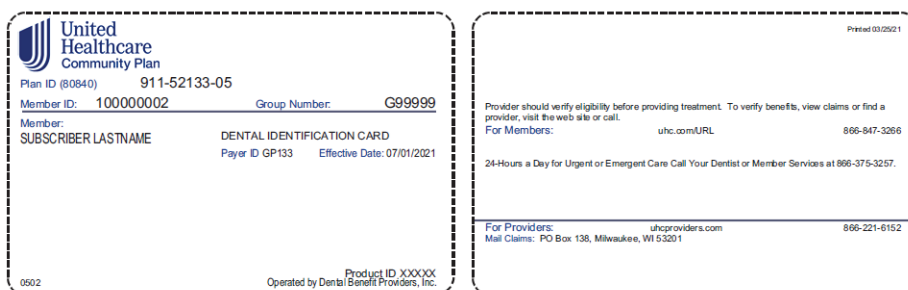 United
Healthcare
Community Plan
Plan ID (80840) 911-52133-05
Member ID: 100000002 Group Number: G99999
Member:
SUBSCRIBER LASTNAME
DENTAL IDENTIFICATION CARD
Payer ID GP133 Effective Date: 07/01/2021
Product ID XXXXX
0502 Operated by Dental Benefit Providers, Inc.
Printed 03/25/21
Provider should verify eligibility before providing treatment. To verify benefits, view claims or find a
provider, visit the web site or call.
For Members: uhc.com/URL 866-847-3266
24-Hours a Day for Urgent or Emergent Care Call Your Dentist or Member Services at 866-375-3257.
For Providers: uhcproviders.com 866-221-6152
Mail Claims: PO Box 138, Milwaukee, WI 53201